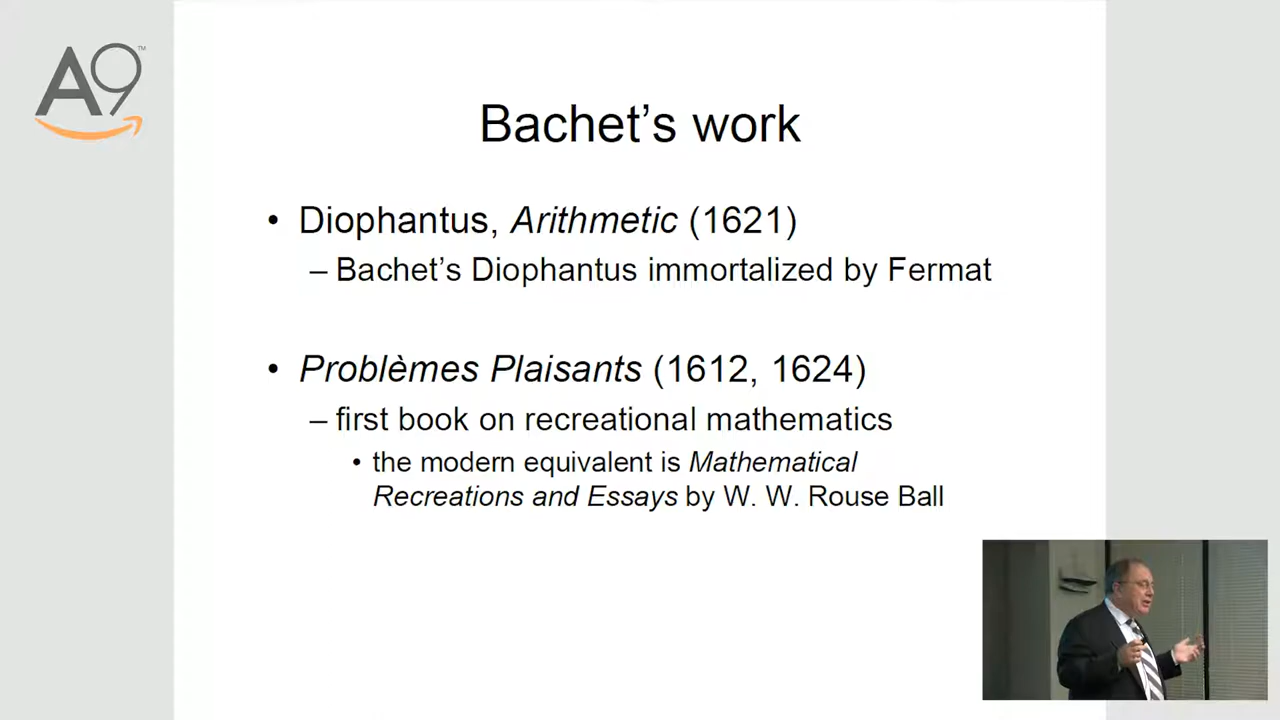 A9™
Bachet's work
• Diophantus, Arithmetic (1621)
– Bachet's Diophantus immortalized by Fermat
• Problèmes Plaisants (1612, 1624)
– first book on recreational mathematics
• the modern equivalent is Mathematical
Recreations and Essays by W. W. Rouse Ball